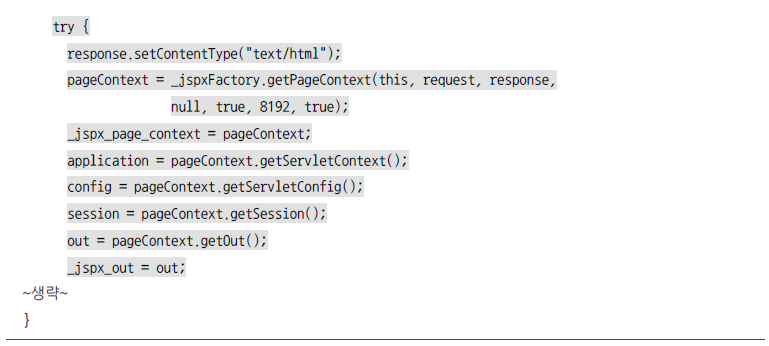 try {
response.setContentType("text/html");
pageContext = _jspxFactory.getPageContext(this, request, response,
null, true, 8192, true);
_jspx_page_context = pageContext;
application = pageContext.getServletContext();
config = pageContext.getServletConfig();
session = pageContext.getSession();
out = pageContext.getOut();
_jspx_out = out;
~생략~
}